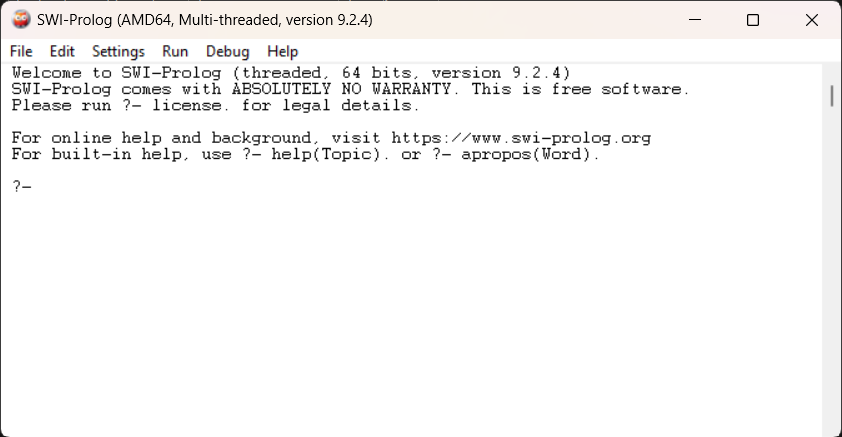 SWI-Prolog (AMD64, Multi-threaded, version 9.2.4)
File Edit Settings Run Debug Help
Welcome to SWI-Prolog (threaded, 64 bits, version 9.2.4)
SWI-Prolog comes with ABSOLUTELY NO WARRANTY. This is free software.
Please run ?- license. for legal details.
For online help and background, visit https://www.swi-prolog.org
For built-in help, use ?- help(Topic). or ?- apropos(Word).
?-